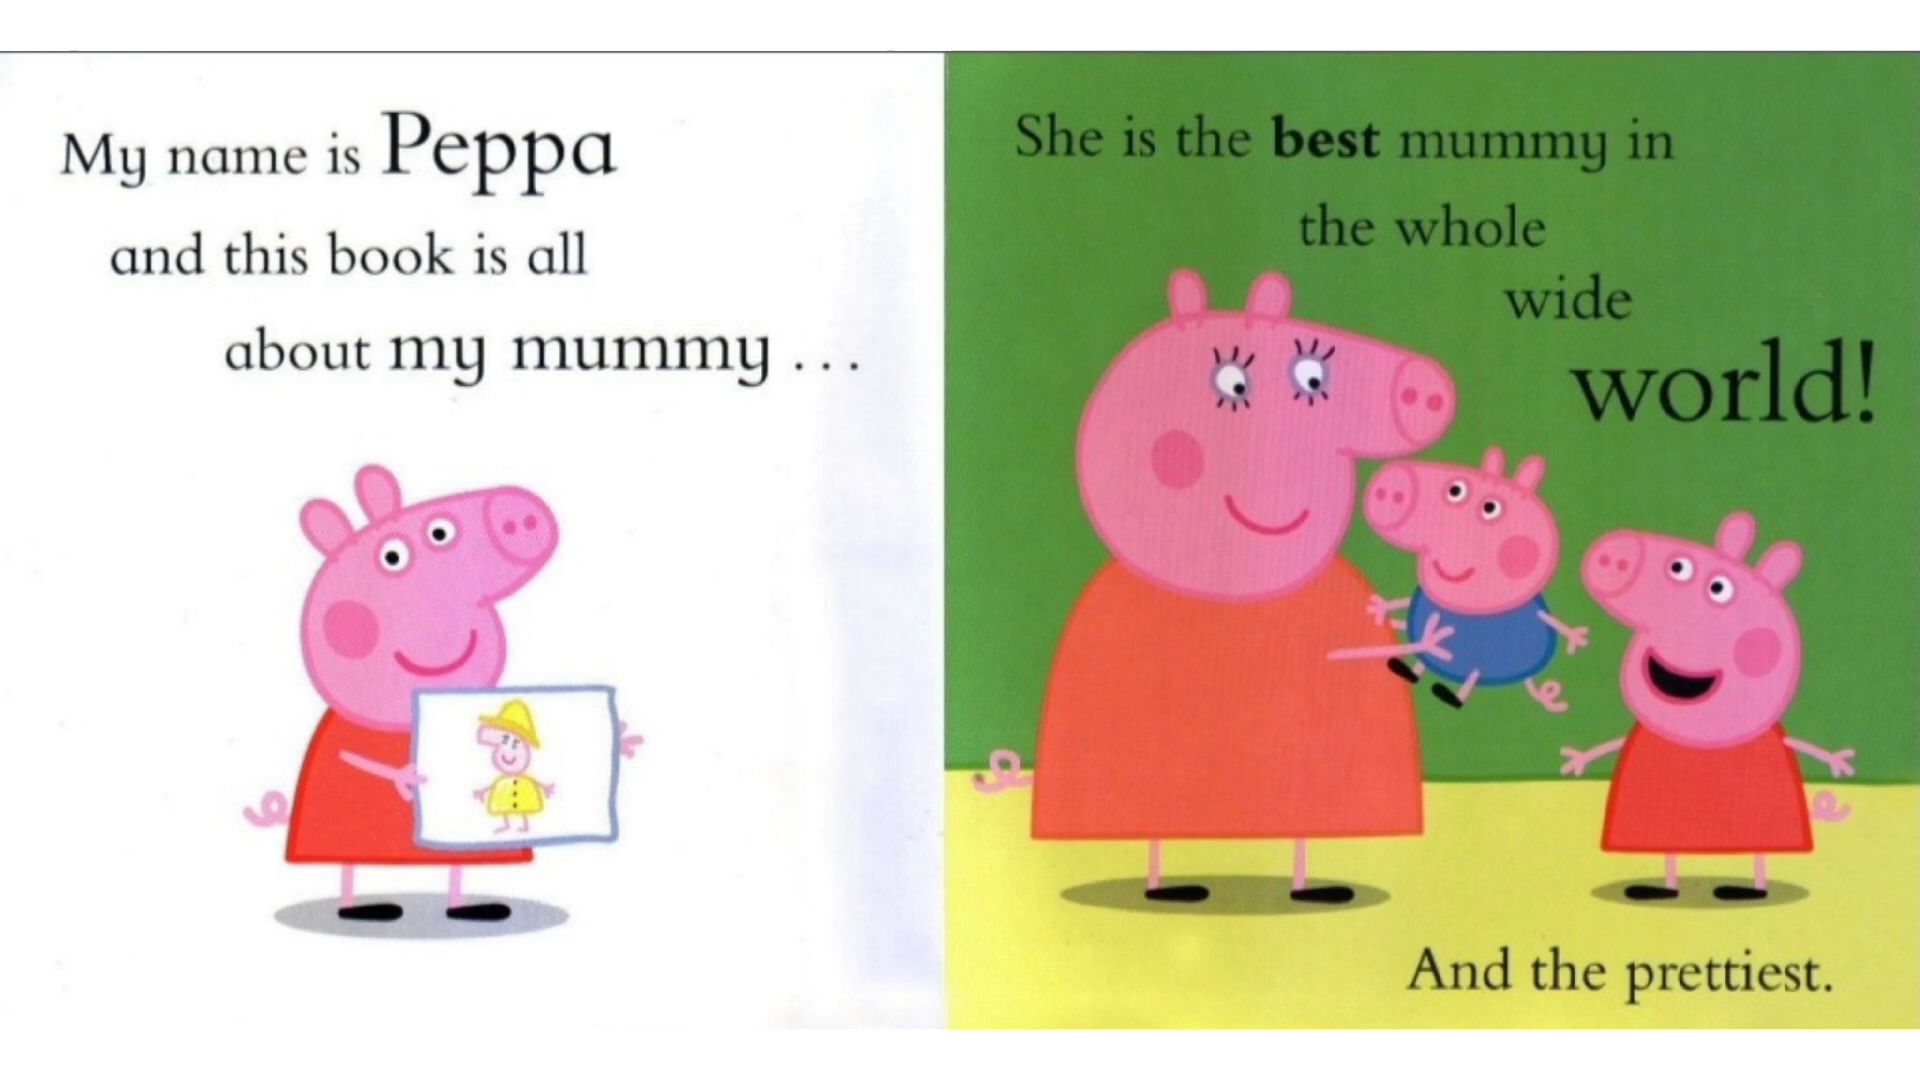 My name is Peppa
and this book is all
about my mummy ...
She is the best mummy in
the whole
wide
world!
And the prettiest.